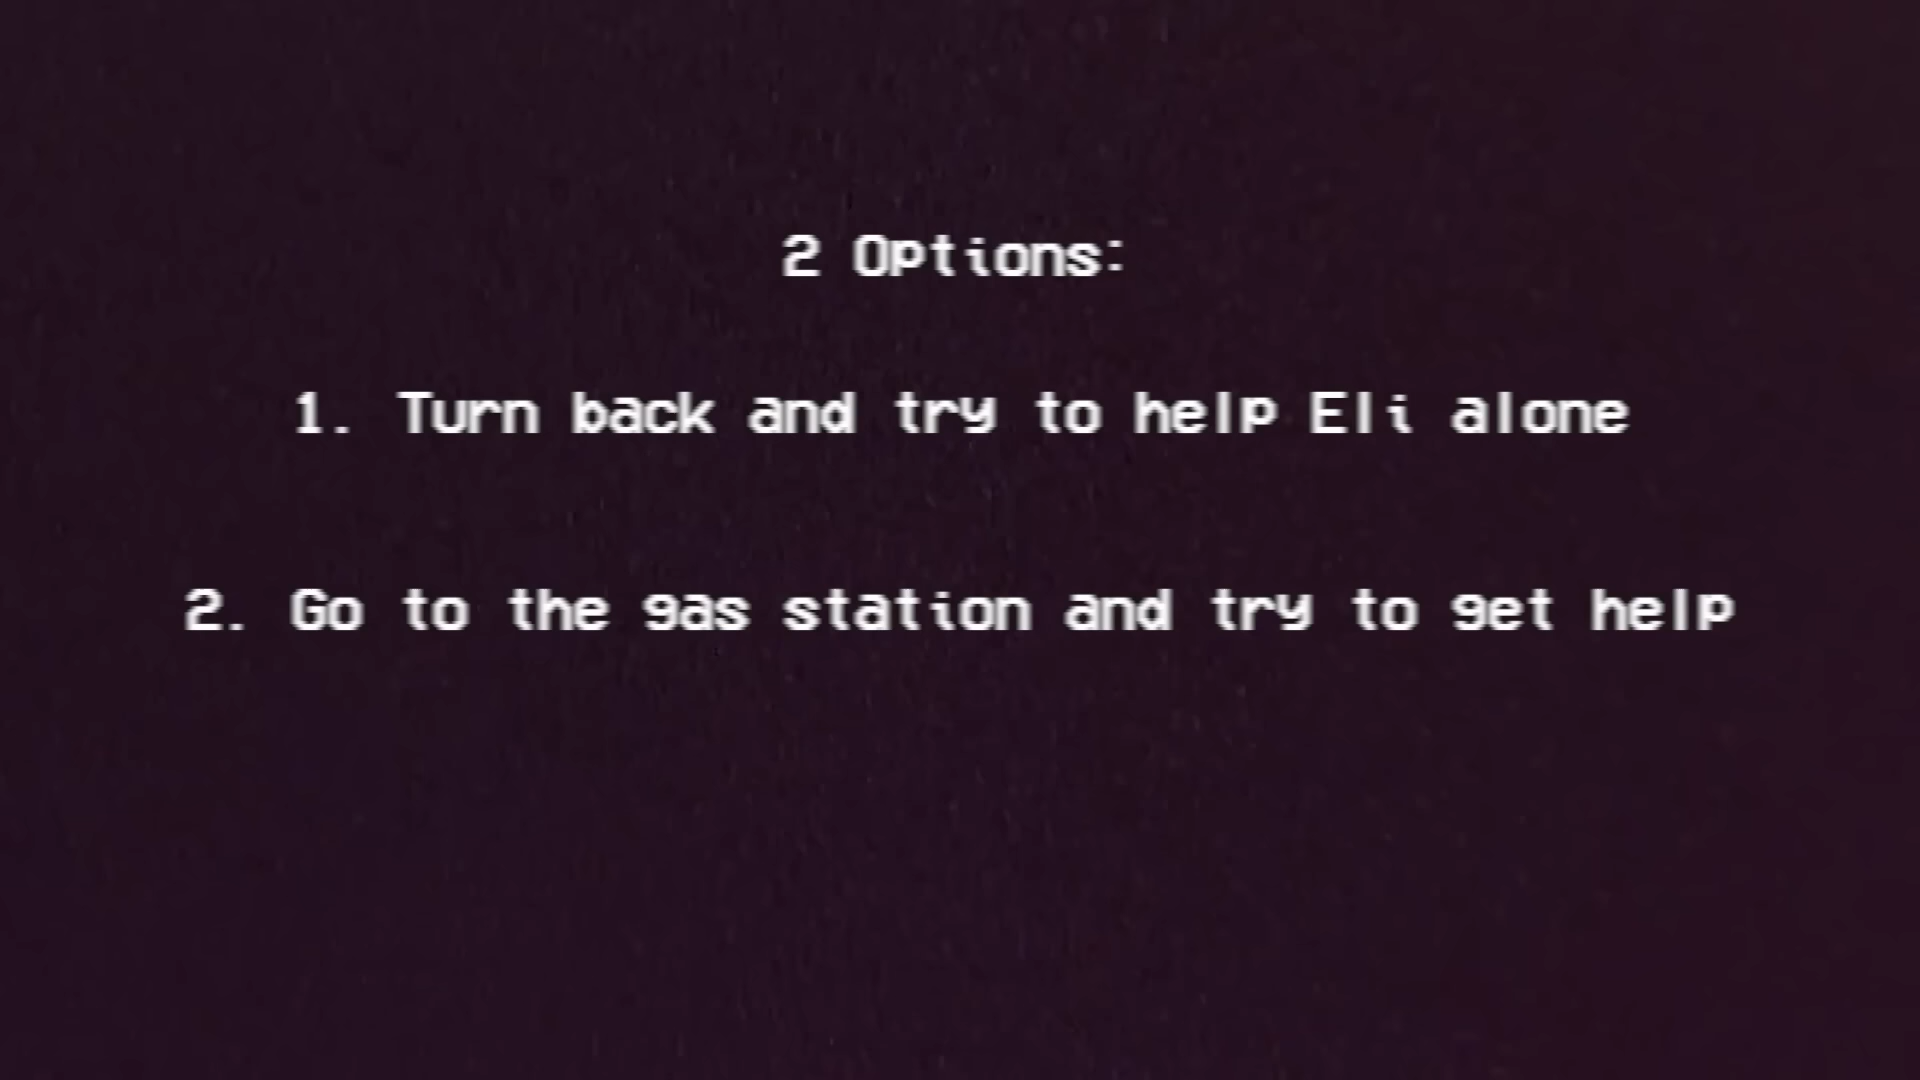 2 Options:
1. Turn back and try to help Eli alone
2. Go to the gas station and try to get help